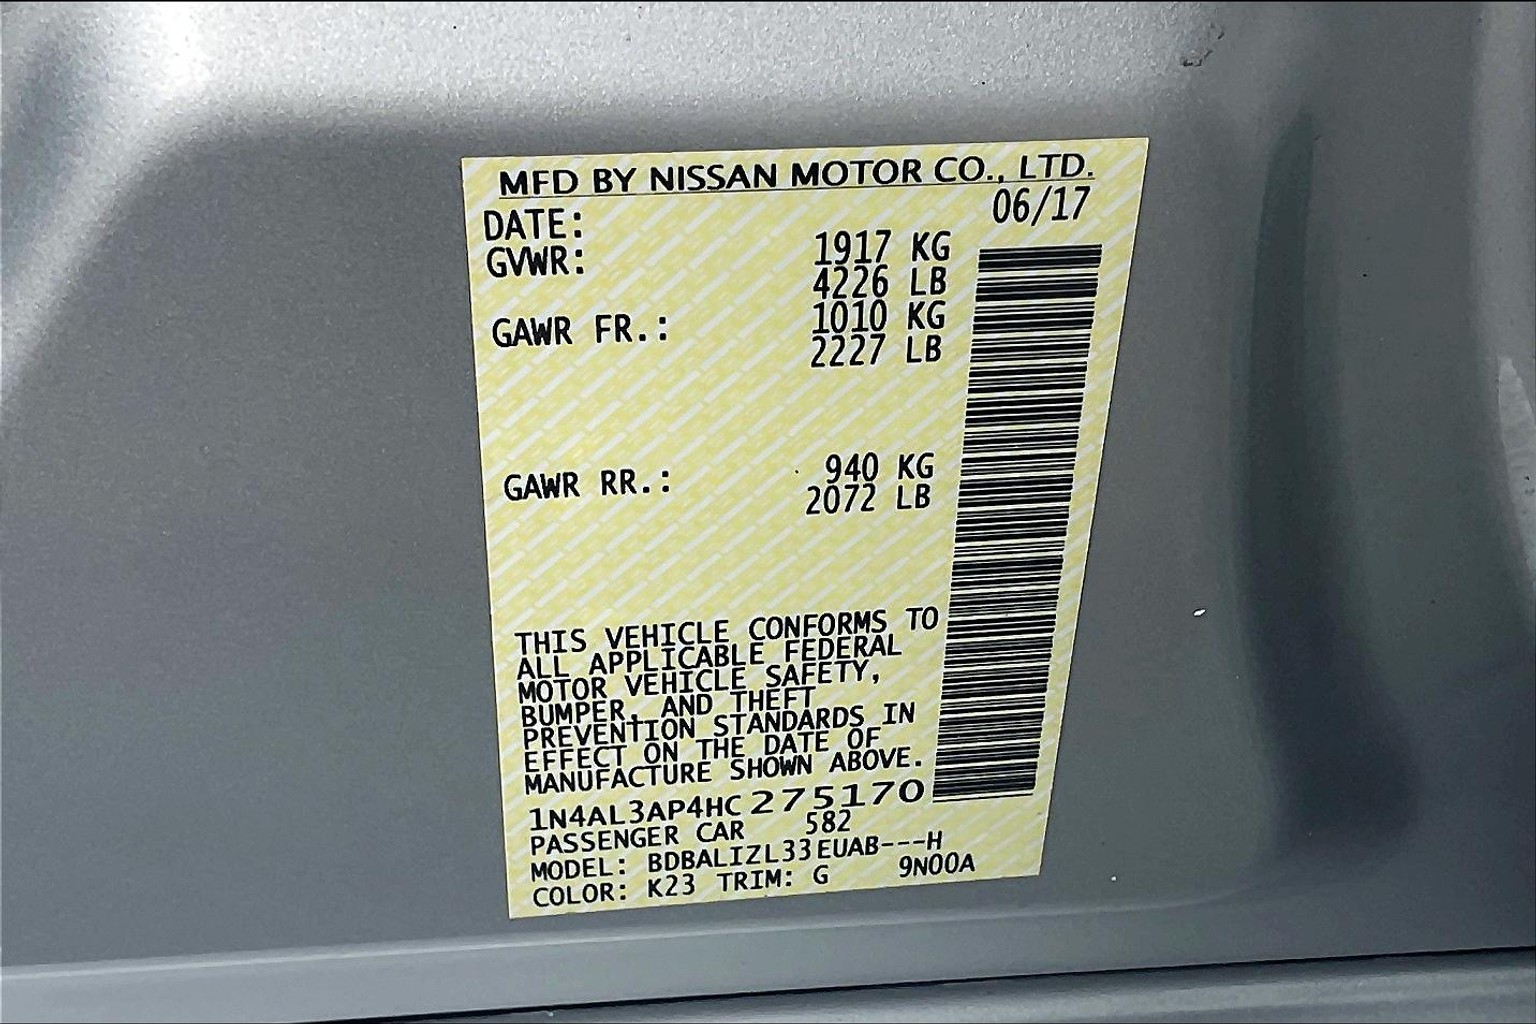 MFD BY NISSAN MOTOR CO., LTD.
DATE: 06/17
GVWR: 1917 KG
4226 LB
GAWR FR.: 1010 KG
2227 LB
GAWR RR.: 940 KG
2072 LB
THIS VEHICLE CONFORMS TO
ALL APPLICABLE FEDERAL
MOTOR VEHICLE SAFETY,
BUMPER, AND THEFT
PREVENTION STANDARDS IN
EFFECT ON THE DATE OF
MANUFACTURE SHOWN ABOVE.
1N4AL3AP4HC275170
PASSENGER CAR 582
MODEL: BDBALIZL33EUAB---H
COLOR: K23 TRIM: G 9N00A